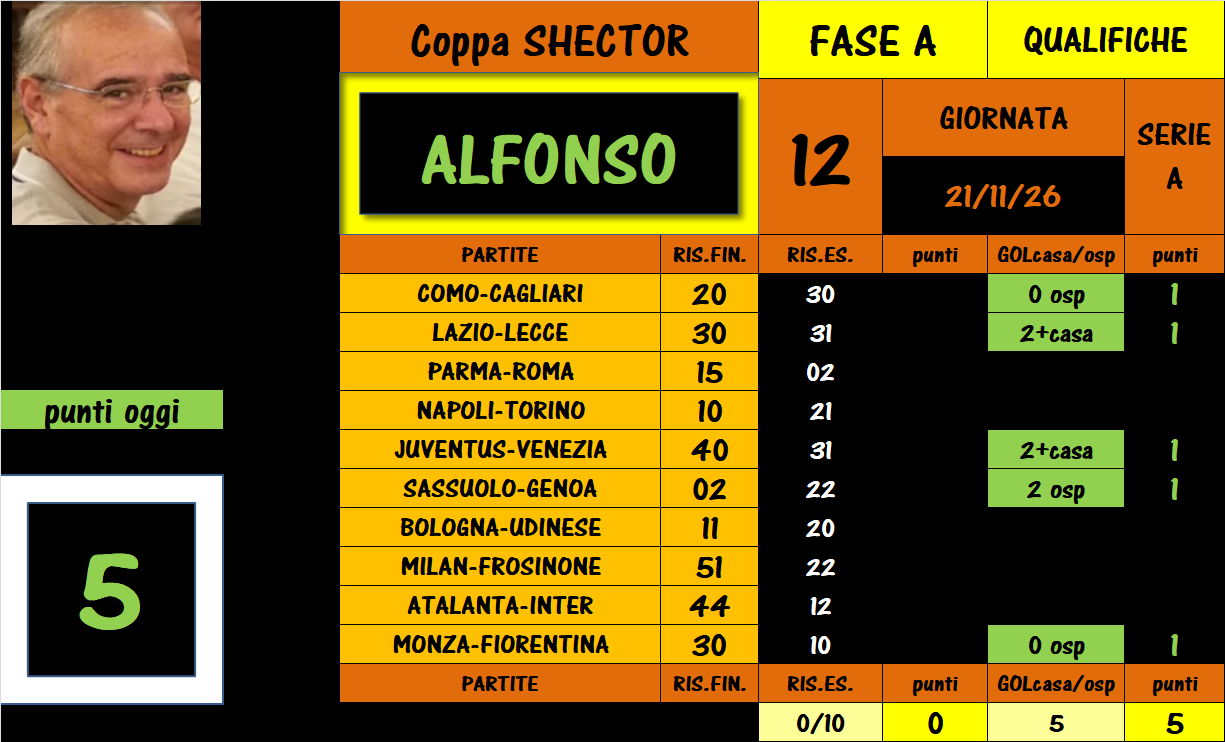 Coppa SHECTOR FASE A QUALIFICHE
ALFONSO 12 GIORNATA SERIE A
21/11/26
PARTITE RIS.FIN. RIS.ES. punti GOLcasa/osp punti
COMO-CAGLIARI 20 30 0 osp 1
LAZIO-LECCE 30 31 2+casa 1
PARMA-ROMA 15 02
punti oggi
NAPOLI-TORINO 10 21
JUVENTUS-VENEZIA 40 31 2+casa 1
SASSUOLO-GENOA 02 22 2 osp 1
BOLOGNA-UDINESE 11 20
5
MILAN-FROSINONE 51 22
ATALANTA-INTER 44 12
MONZA-FIORENTINA 30 10 0 osp 1
PARTITE RIS.FIN. RIS.ES. punti GOLcasa/osp punti
0/10 0 5 5